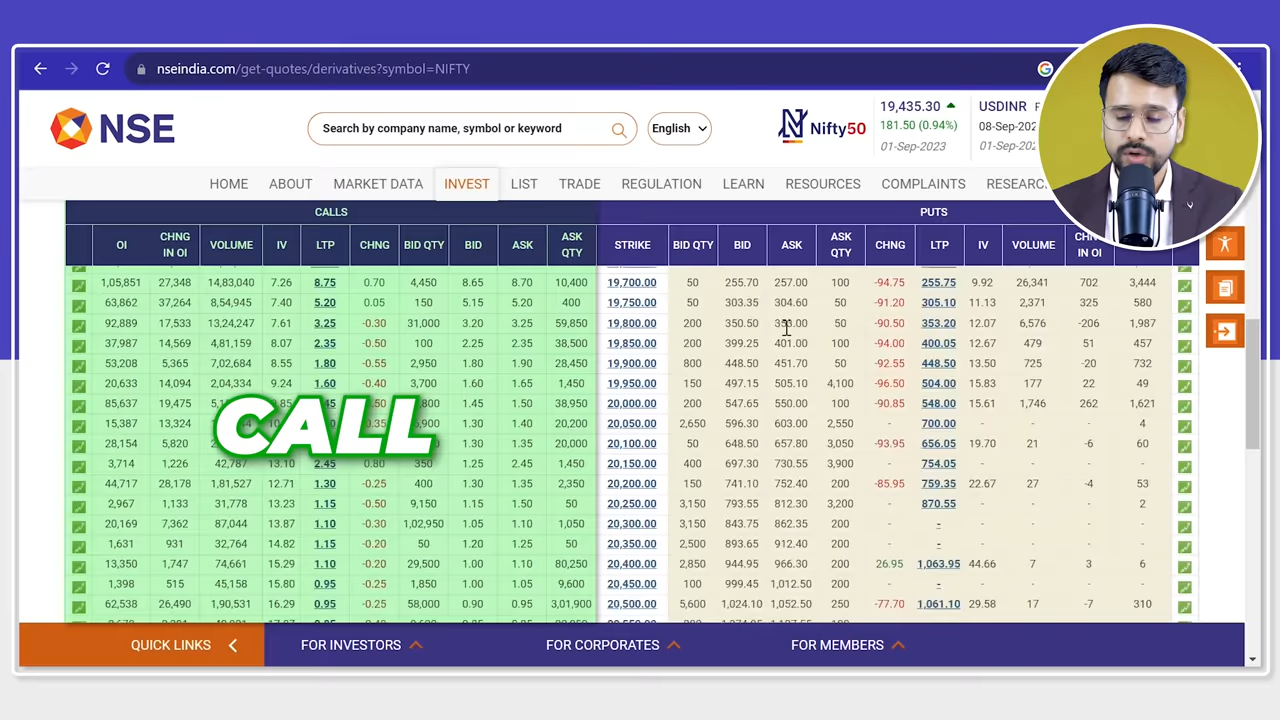 nseindia.com/get-quotes/derivatives?symbol=NIFTY
NSE
Search by company name, symbol or keyword
English
Nifty50
19,435.30
181.50 (0.94%)
01-Sep-2023
USDINR
08-Sep-202
01-Sep-202
HOME ABOUT MARKET DATA INVEST LIST TRADE REGULATION LEARN RESOURCES COMPLAINTS RESEARC
CALLS PUTS
OI CHNG IN OI VOLUME IV LTP CHNG BID QTY BID ASK ASK QTY STRIKE BID QTY BID ASK ASK QTY CHNG LTP IV VOLUME IN OI
1,05,851 27,348 14,83,040 7.26 8.75 0.70 4,450 8.65 8.70 10,400 19,700.00 50 255.70 257.00 100 -94.75 255.75 9.92 26,341 702 3,444
63,862 37,264 8,54,945 7.40 5.20 0.05 150 5.15 5.20 400 19,750.00 50 303.35 304.60 50 -91.20 305.10 11.13 2,371 325 580
92,889 17,533 13,24,247 7.61 3.25 -0.30 31,000 3.20 3.25 59,850 19,800.00 200 350.50 50 -90.50 353.20 12.07 6,576 -206 1,987
37,987 14,569 4,81,159 8.07 2.35 -0.50 100 2.25 2.35 38,500 19,850.00 200 399.25 401.00 100 -94.00 400.05 12.67 479 51 457
53,208 5,365 7,02,684 8.55 1.80 -0.55 2,950 1.80 1.90 28,450 19,900.00 800 448.50 451.70 50 -92.55 448.50 13.50 725 -20 732
20,633 14,094 2,04,334 9.24 1.60 -0.40 3,700 1.60 1.65 1,450 19,950.00 150 497.15 505.10 4,100 -96.50 504.00 15.83 177 22 49
85,637 19,475 1.45 1.50 38,950 20,000.00 200 547.65 550.00 100 -90.85 548.00 15.61 1,746 262 1,621
15,387 13,324 1.30 1.40 20,200 20,050.00 2,650 596.30 603.00 2,550 - 700.00 - - - 4
28,154 5,820 1.30 1.35 20,000 20,100.00 50 648.50 657.80 3,050 -93.95 656.05 19.70 21 -6 60
CALL
3,714 1,226 42,787 13.10 2.45 0.80 350 1.25 2.45 1,450 20,150.00 400 697.30 730.55 3,900 - 754.05 - - - 2
44,717 28,178 1,81,527 12.71 1.30 -0.25 400 1.30 1.35 2,350 20,200.00 150 741.10 752.40 200 -85.95 759.35 22.67 27 -4 53
2,967 1,133 31,778 13.23 1.15 -0.50 9,150 1.15 1.50 50 20,250.00 3,150 793.55 812.30 3,200 - 870.55 - - - 2
20,169 7,362 87,044 13.87 1.10 -0.30 1,02,950 1.05 1.10 1,050 20,300.00 3,150 843.75 862.35 200 - - - - - -
1,631 931 32,764 14.82 1.15 -0.20 50 1.20 1.25 50 20,350.00 2,500 893.65 912.40 200 - - - - - -
13,350 1,747 74,661 15.29 1.10 -0.20 29,500 1.00 1.10 80,250 20,400.00 2,850 944.95 966.30 200 26.95 1,063.95 44.66 7 3 6
1,398 515 45,158 15.80 0.95 -0.25 1,850 1.00 1.05 9,600 20,450.00 100 999.45 1,012.50 200 - - - - - -
62,538 26,490 1,90,531 16.29 0.95 -0.25 58,000 0.90 0.95 3,01,900 20,500.00 5,600 1,024.10 1,052.50 250 -77.70 1,061.10 29.58 17 -7 310
QUICK LINKS FOR INVESTORS FOR CORPORATES FOR MEMBERS